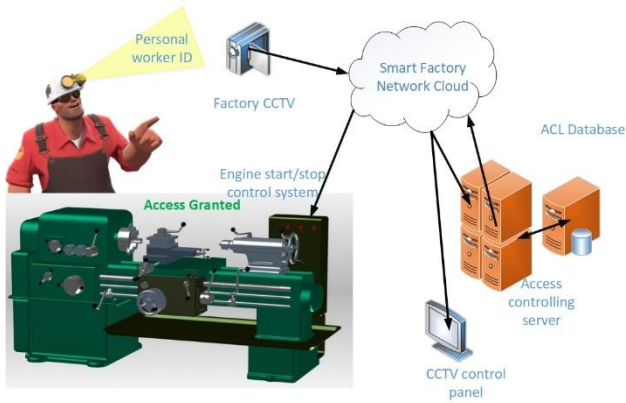 Personal
worker ID
Factory CCTV
Smart Factory
Network Cloud
ACL Database
Engine start/stop
control system
Access Granted
Access
controlling
server
CCTV control
panel